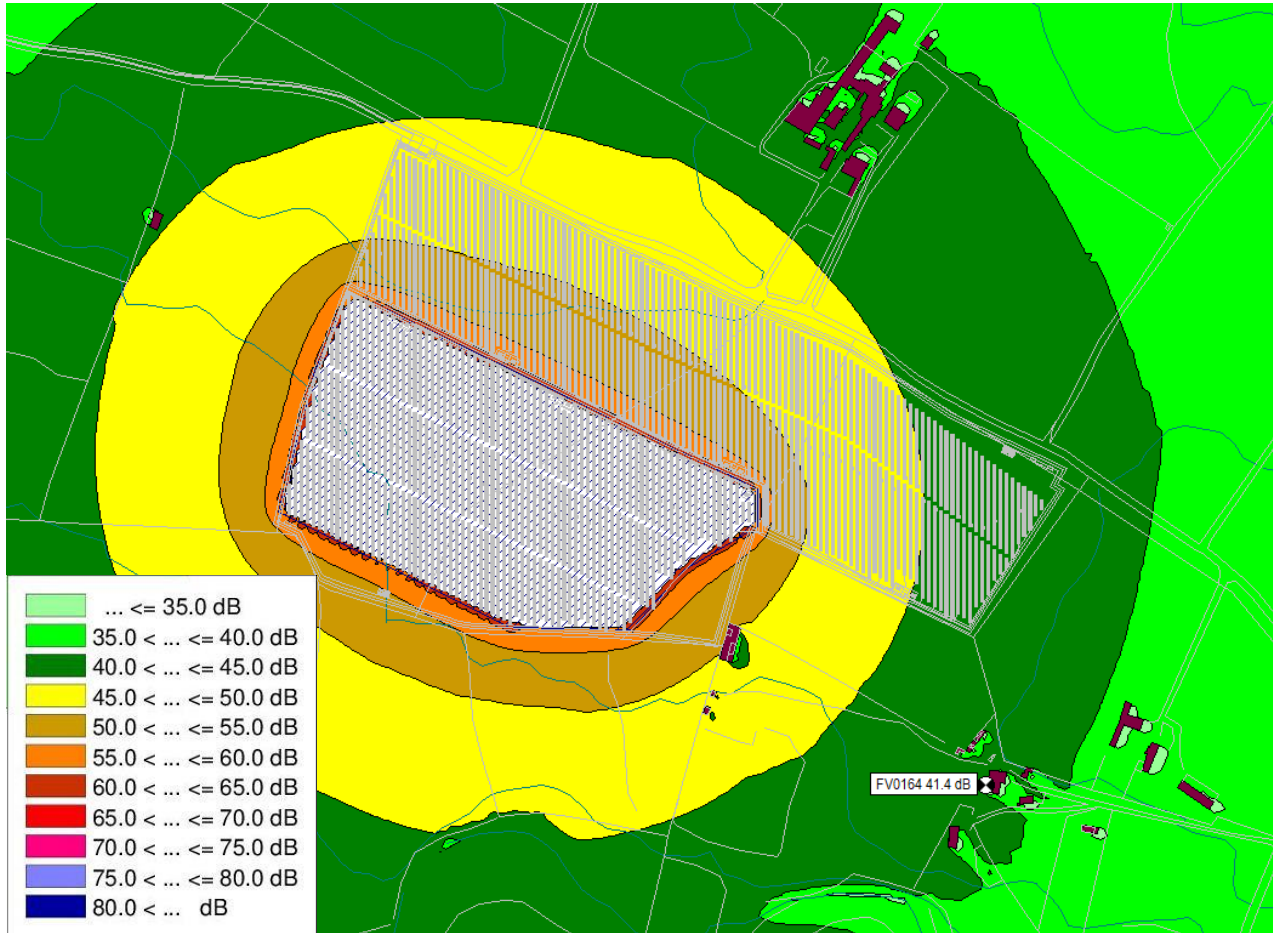 ... <= 35.0 dB
35.0 < ... <= 40.0 dB
40.0 < ... <= 45.0 dB
45.0 < ... <= 50.0 dB
50.0 < ... <= 55.0 dB
55.0 < ... <= 60.0 dB
60.0 < ... <= 65.0 dB
65.0 < ... <= 70.0 dB
70.0 < ... <= 75.0 dB
75.0 < ... <= 80.0 dB
80.0 < ... dB
FV0164 41.4 dB